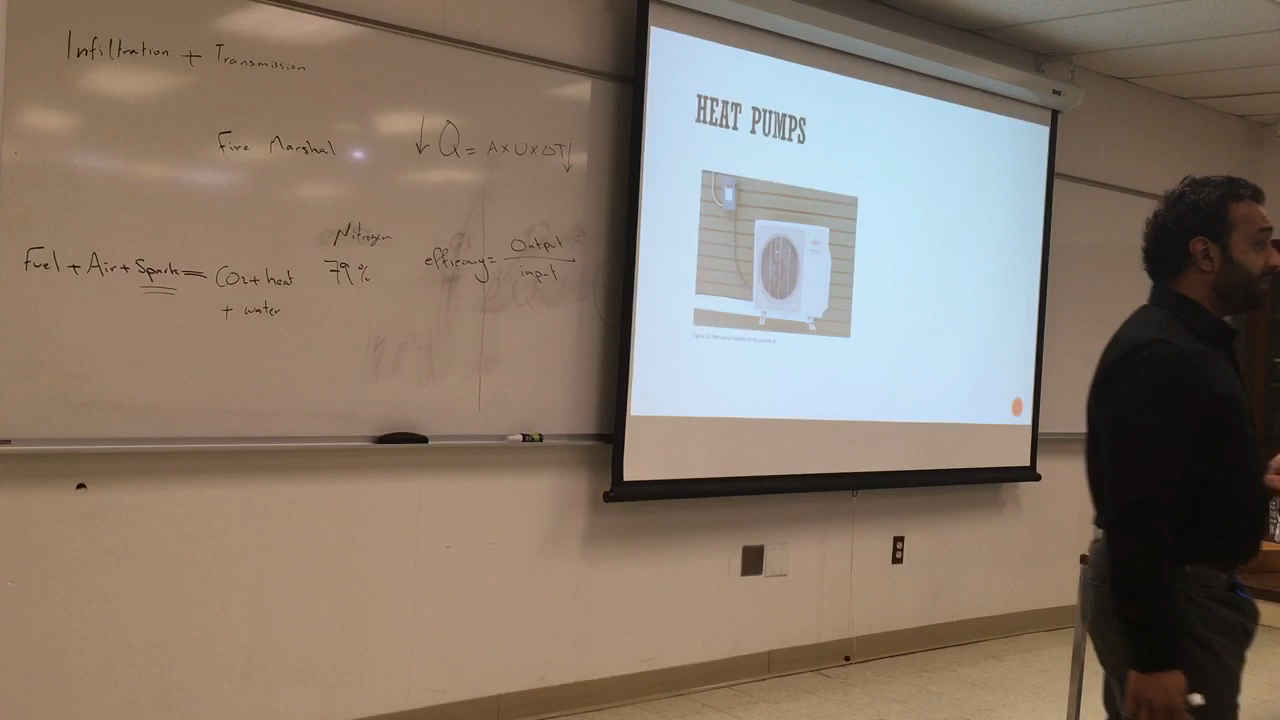 Infiltration + Transmission
Fire Marshal
↓ Q = A x U x ΔT↓
Nitrogen
79%
Fuel + Air + Spark = CO2 + heat
+ water
efficiency = Output
input
HEAT PUMPS